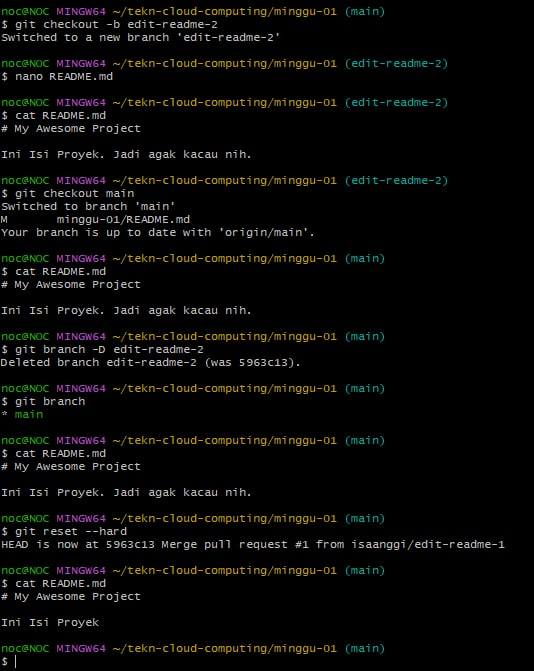 noc@NOC MINGW64 ~/tekn-cloud-computing/minggu-01 (main)
$ git checkout -b edit-readme-2
Switched to a new branch 'edit-readme-2'
noc@NOC MINGW64 ~/tekn-cloud-computing/minggu-01 (edit-readme-2)
$ nano README.md
noc@NOC MINGW64 ~/tekn-cloud-computing/minggu-01 (edit-readme-2)
$ cat README.md
# My Awesome Project
Ini Isi Proyek. Jadi agak kacau nih.
noc@NOC MINGW64 ~/tekn-cloud-computing/minggu-01 (edit-readme-2)
$ git checkout main
Switched to branch 'main'
M       minggu-01/README.md
Your branch is up to date with 'origin/main'.
noc@NOC MINGW64 ~/tekn-cloud-computing/minggu-01 (main)
$ cat README.md
# My Awesome Project
Ini Isi Proyek. Jadi agak kacau nih.
noc@NOC MINGW64 ~/tekn-cloud-computing/minggu-01 (main)
$ git branch -D edit-readme-2
Deleted branch edit-readme-2 (was 5963c13).
noc@NOC MINGW64 ~/tekn-cloud-computing/minggu-01 (main)
$ git branch
* main
noc@NOC MINGW64 ~/tekn-cloud-computing/minggu-01 (main)
$ cat README.md
# My Awesome Project
Ini Isi Proyek. Jadi agak kacau nih.
noc@NOC MINGW64 ~/tekn-cloud-computing/minggu-01 (main)
$ git reset --hard
HEAD is now at 5963c13 Merge pull request #1 from isaanggi/edit-readme-1
noc@NOC MINGW64 ~/tekn-cloud-computing/minggu-01 (main)
$ cat README.md
# My Awesome Project
Ini Isi Proyek
noc@NOC MINGW64 ~/tekn-cloud-computing/minggu-01 (main)
$